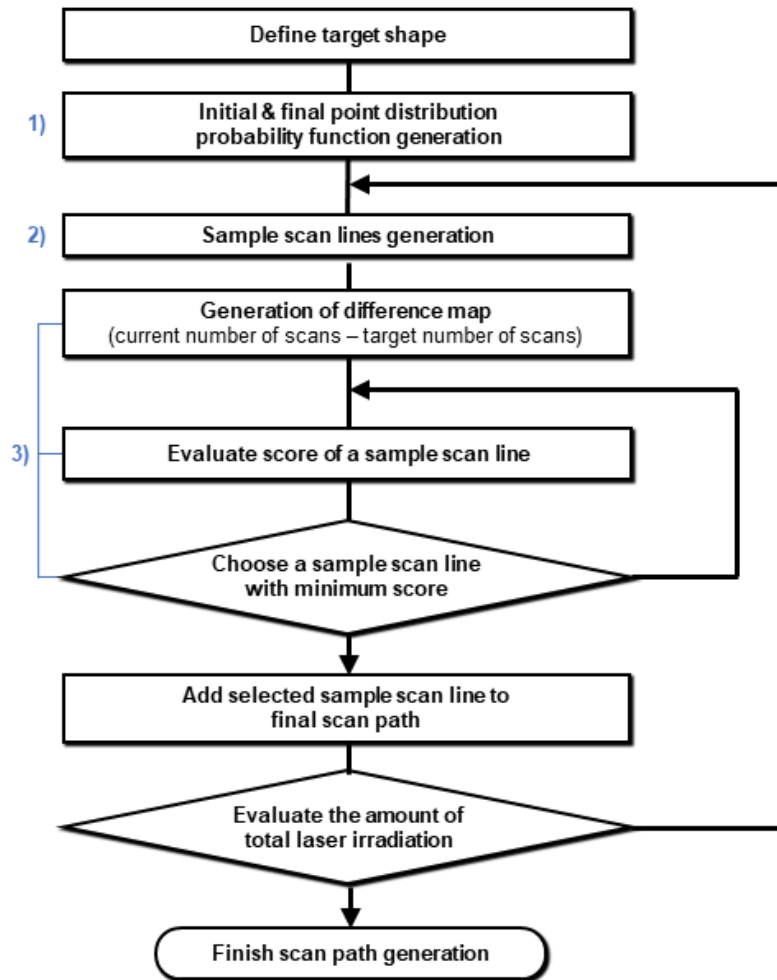 Define target shape
1)
Initial & final point distribution
probability function generation
2)
Sample scan lines generation
Generation of difference map
(current number of scans – target number of scans)
3)
Evaluate score of a sample scan line
Choose a sample scan line
with minimum score
Add selected sample scan line to
final scan path
Evaluate the amount of
total laser irradiation
Finish scan path generation